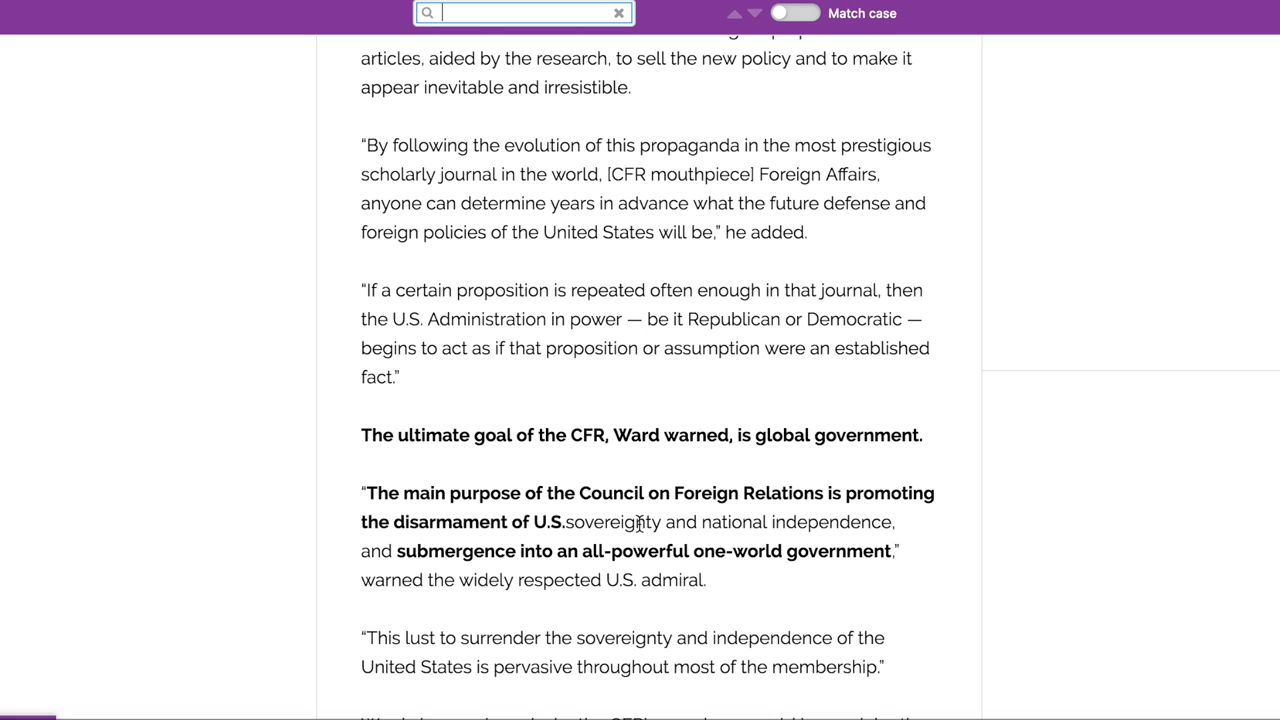 Match case
articles, aided by the research, to sell the new policy and to make it
appear inevitable and irresistible.
“By following the evolution of this propaganda in the most prestigious
scholarly journal in the world, [CFR mouthpiece] Foreign Affairs,
anyone can determine years in advance what the future defense and
foreign policies of the United States will be,” he added.
“If a certain proposition is repeated often enough in that journal, then
the U.S. Administration in power — be it Republican or Democratic —
begins to act as if that proposition or assumption were an established
fact.”
The ultimate goal of the CFR, Ward warned, is global government.
“The main purpose of the Council on Foreign Relations is promoting
the disarmament of U.S.sovereignty and national independence,
and submergence into an all-powerful one-world government,”
warned the widely respected U.S. admiral.
“This lust to surrender the sovereignty and independence of the
United States is pervasive throughout most of the membership.”